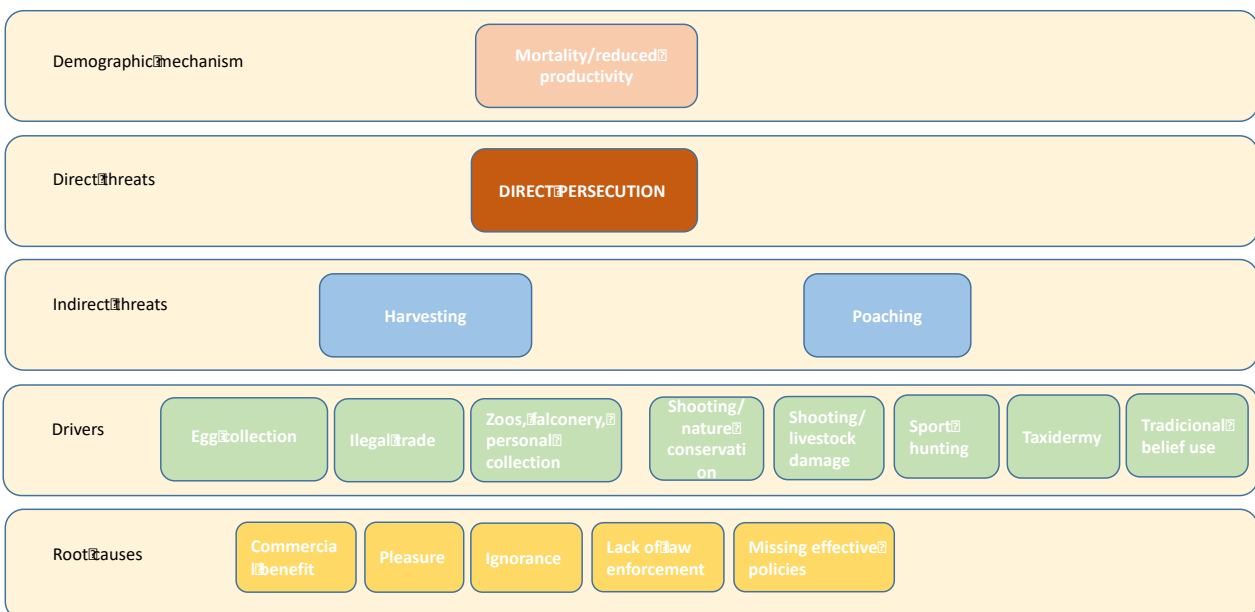 Demographic mechanism
Mortality/reduced
productivity
Direct threats
DIRECT PERSECUTION
Indirect threats
Harvesting
Poaching
Drivers
Egg collection
Ilegal trade
Zoos, falconery,
personal
collection
Shooting/
nature
conservati
on
Shooting/
livestock
damage
Sport
hunting
Taxidermy
Tradicional
belief use
Root causes
Commercia
l benefit
Pleasure
Ignorance
Lack of law
enforcement
Missing effective
policies